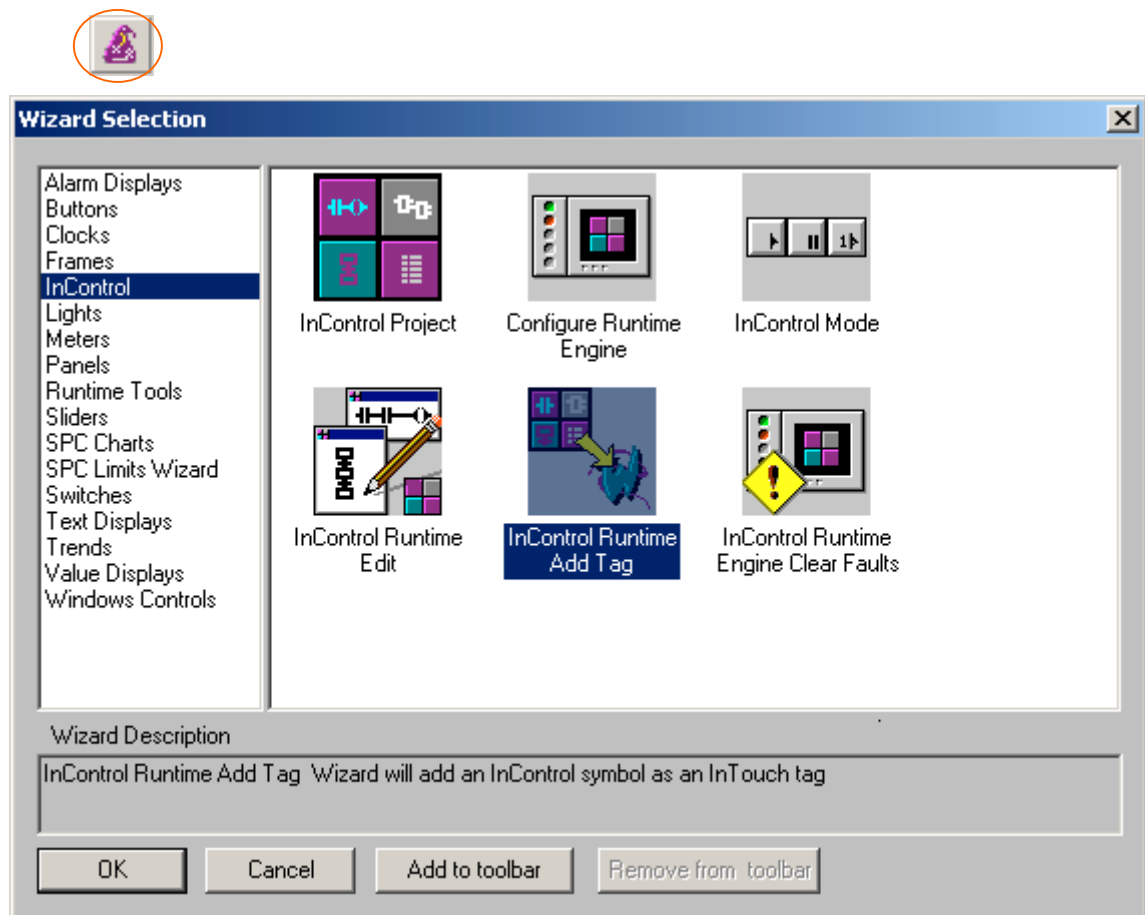 Wizard Selection
Alarm Displays
Buttons
Clocks
Frames
InControl
Lights
Meters
Panels
Runtime Tools
Sliders
SPC Charts
SPC Limits Wizard
Switches
Text Displays
Trends
Value Displays
Windows Controls
InControl Project
Configure Runtime
Engine
InControl Mode
InControl Runtime
Edit
InControl Runtime
Add Tag
InControl Runtime
Engine Clear Faults
Wizard Description
InControl Runtime Add Tag  Wizard will add an InControl symbol as an InTouch tag
OK
Cancel
Add to toolbar
Remove from  toolbar